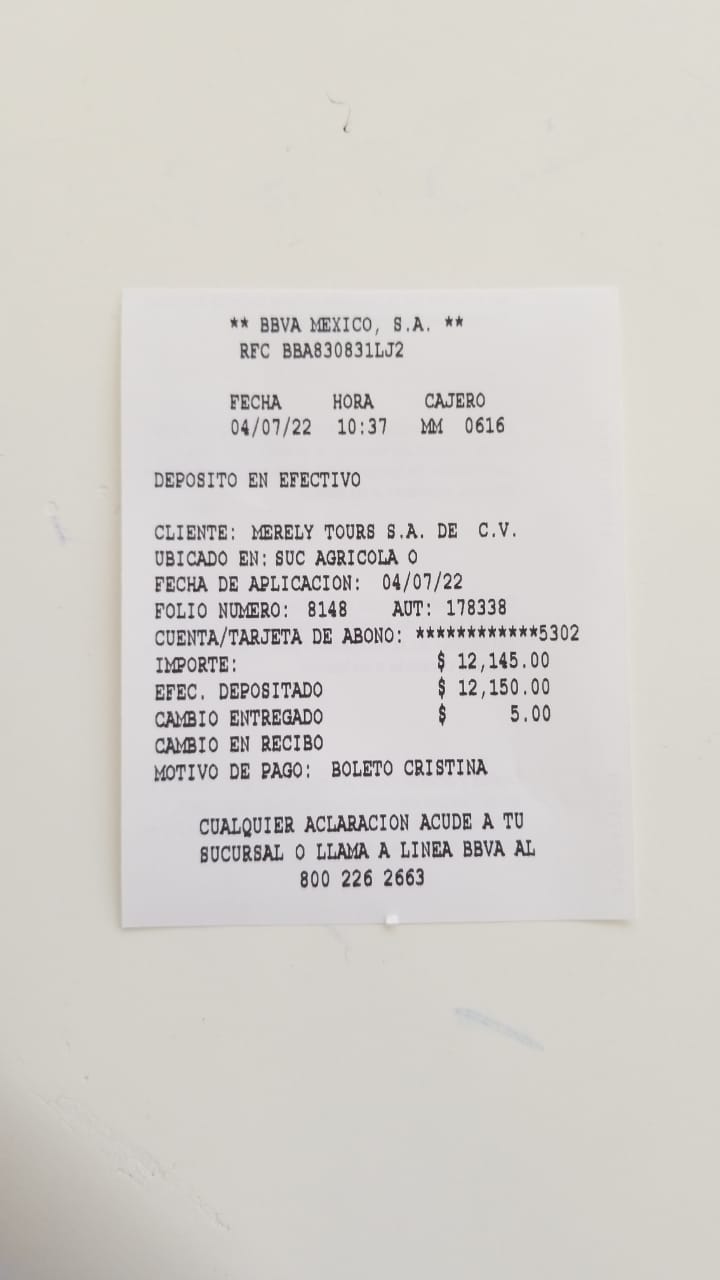 ** BBVA MEXICO, S.A. **
RFC BBA830831LJ2
FECHA HORA CAJERO
04/07/22 10:37 MM 0616
DEPOSITO EN EFECTIVO
CLIENTE: MERELY TOURS S.A. DE C.V.
UBICADO EN: SUC AGRICOLA O
FECHA DE APLICACION: 04/07/22
FOLIO NUMERO: 8148 AUT: 178338
CUENTA/TARJETA DE ABONO: ************5302
IMPORTE: $ 12,145.00
EFEC. DEPOSITADO $ 12,150.00
CAMBIO ENTREGADO $ 5.00
CAMBIO EN RECIBO
MOTIVO DE PAGO: BOLETO CRISTINA
CUALQUIER ACLARACION ACUDE A TU
SUCURSAL O LLAMA A LINEA BBVA AL
800 226 2663